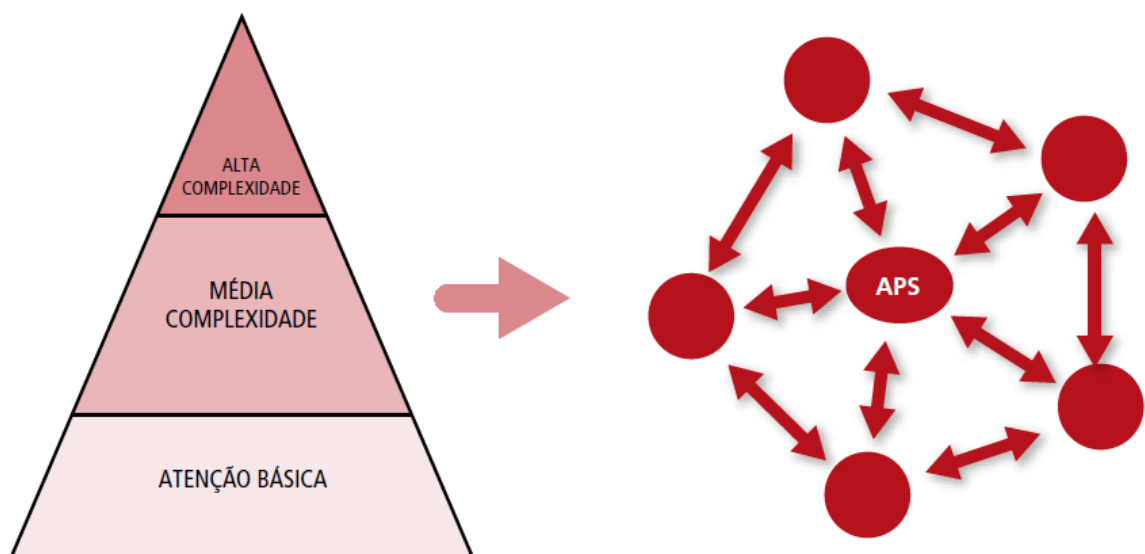 ALTA
COMPLEXIDADE
MÉDIA
COMPLEXIDADE
ATENÇÃO BÁSICA
APS